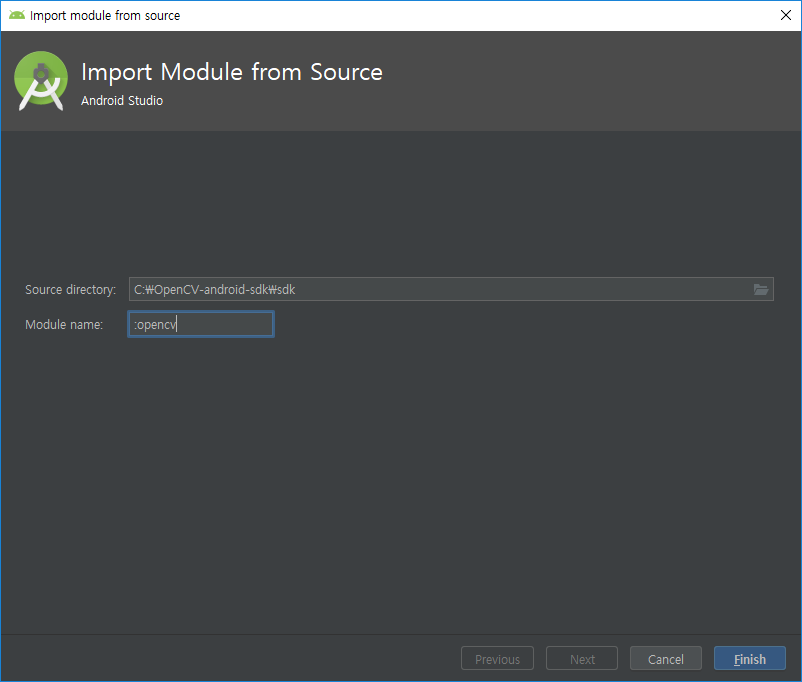 Import module from source
Import Module from Source
Android Studio
Source directory: C:₩OpenCV-android-sdk₩sdk
Module name: :opencv
Previous Next Cancel Finish